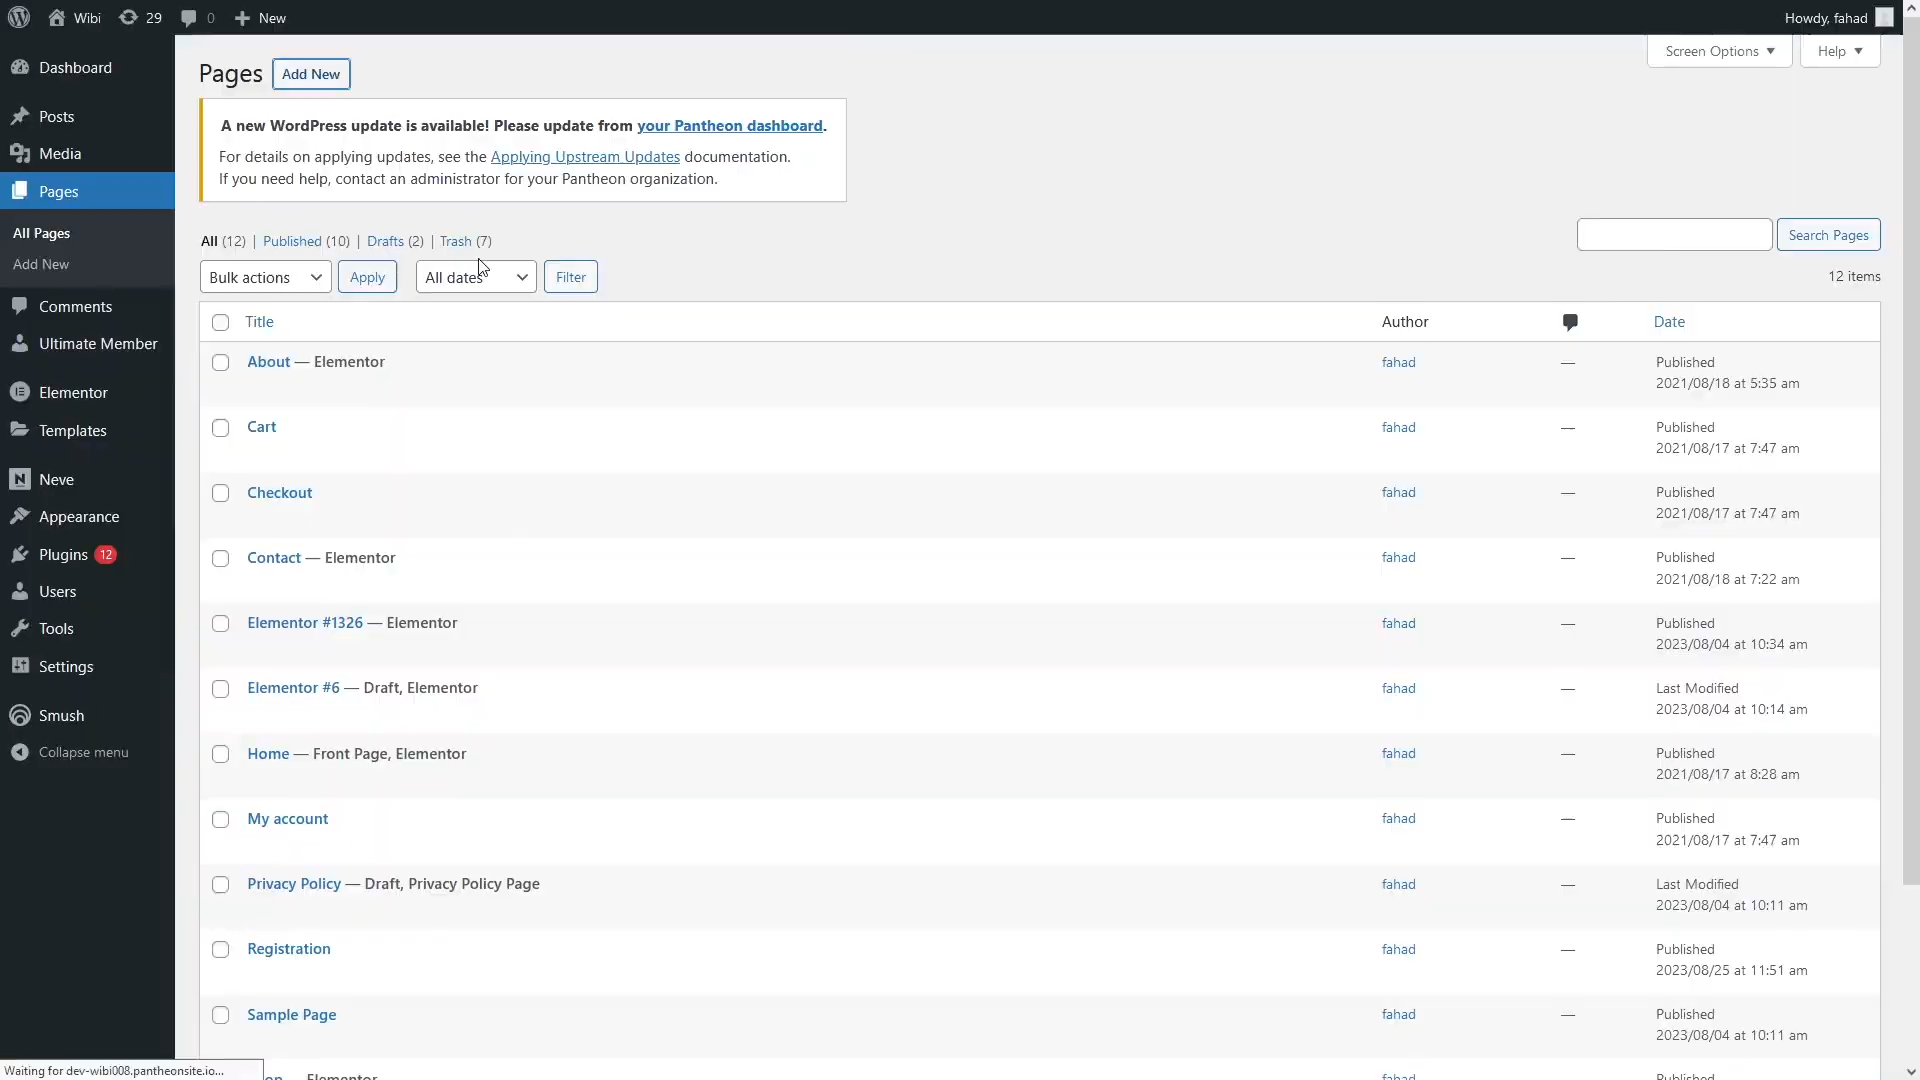 Wibi 29 0 New Howdy, fahad
Dashboard
Posts
Media
Pages
All Pages
Add New
Comments
Ultimate Member
Elementor
Templates
Neve
Appearance
Plugins 12
Users
Tools
Settings
Smush
Collapse menu
Screen Options Help
Pages Add New
A new WordPress update is available! Please update from your Pantheon dashboard.
For details on applying updates, see the Applying Upstream Updates documentation.
If you need help, contact an administrator for your Pantheon organization.
All (12) | Published (10) | Drafts (2) | Trash (7)
Search Pages
Bulk actions Apply All dates Filter 12 items
Title Author Date
About — Elementor fahad — Published
2021/08/18 at 5:35 am
Cart fahad — Published
2021/08/17 at 7:47 am
Checkout fahad — Published
2021/08/17 at 7:47 am
Contact — Elementor fahad — Published
2021/08/18 at 7:22 am
Elementor #1326 — Elementor fahad — Published
2023/08/04 at 10:34 am
Elementor #6 — Draft, Elementor fahad — Last Modified
2023/08/04 at 10:14 am
Home — Front Page, Elementor fahad — Published
2021/08/17 at 8:28 am
My account fahad — Published
2021/08/17 at 7:47 am
Privacy Policy — Draft, Privacy Policy Page fahad — Last Modified
2023/08/04 at 10:11 am
Registration fahad — Published
2023/08/25 at 11:51 am
Sample Page fahad — Published
2023/08/04 at 10:11 am
— Elementor fahad Published
Waiting for dev-wibi008.pantheonsite.io...